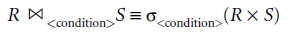 R ⋈<condition>S ≡ σ<condition>(R × S)